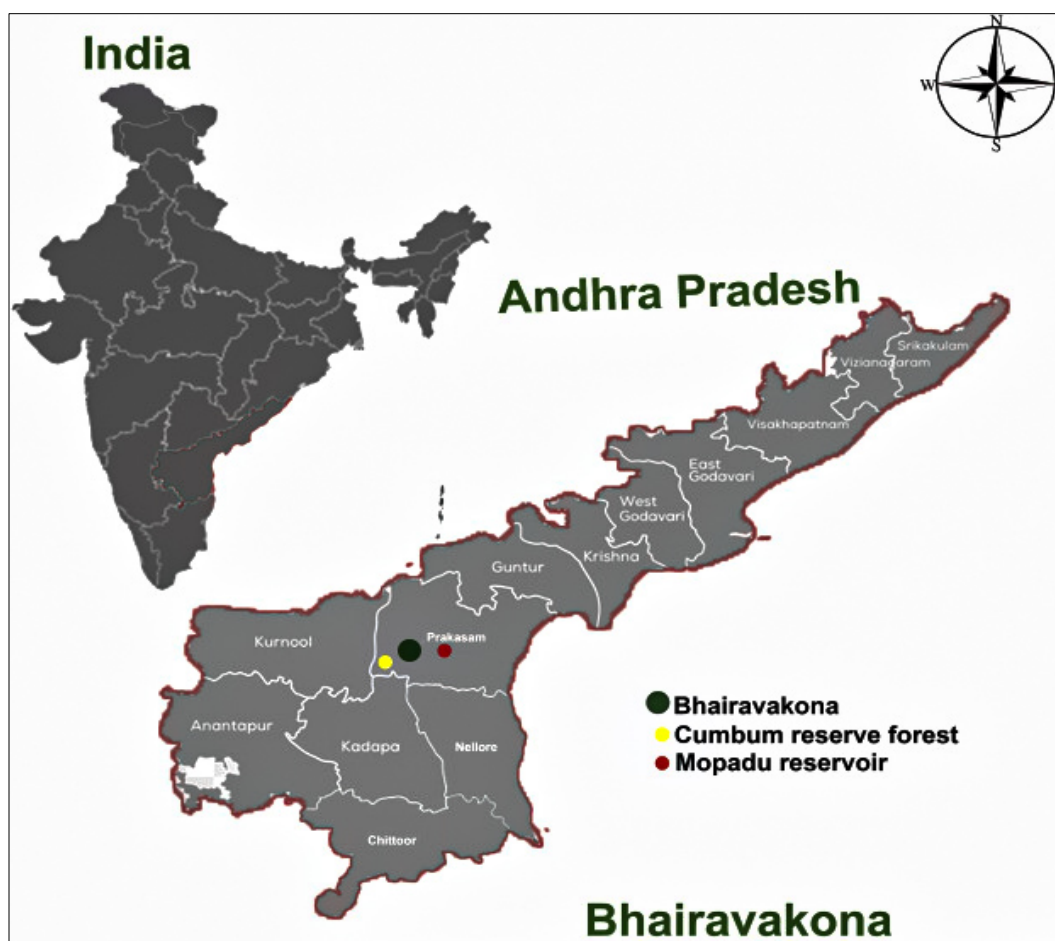 India
N
W
S
Andhra Pradesh
Srikakulam
Vizianagaram
Visakhapatnam
East
Godavari
West
Godavari
Krishna
Guntur
Prakasam
Kurnool
Anantapur
Kadapa
Nellore
Chittoor
Bhairavakona
Cumbum reserve forest
Mopadu reservoir
Bhairavakona